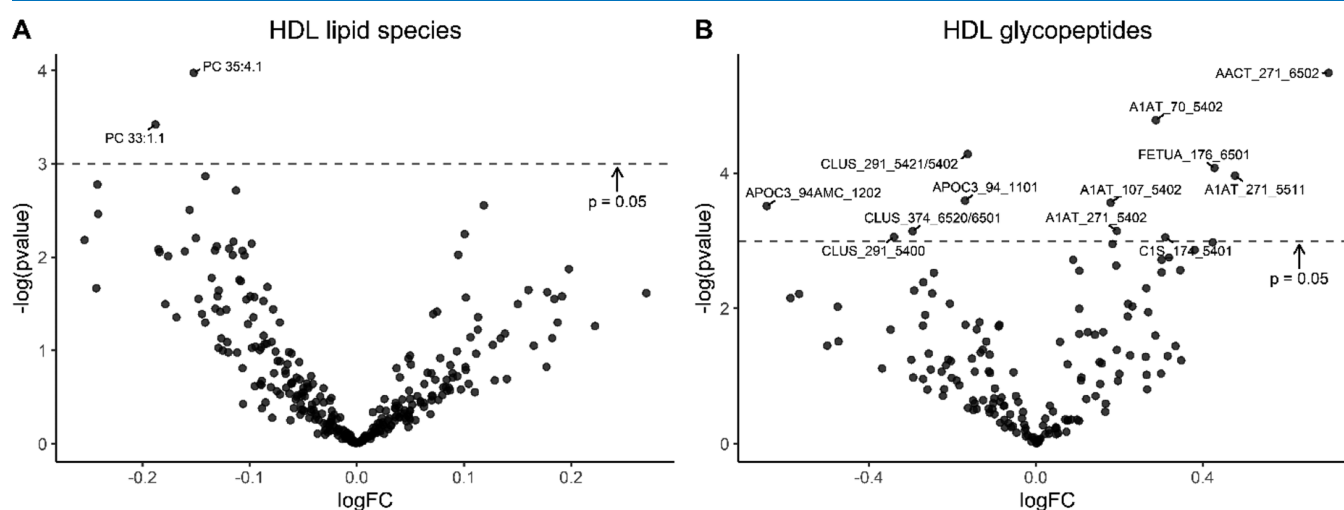 A
HDL lipid species
4
3
2
1
0
-log(pvalue)
PC 35:4.1
PC 33:1.1
p = 0.05
-0.2
-0.1
0.0
0.1
0.2
logFC
B
HDL glycopeptides
4
2
0
-log(pvalue)
AACT_271_6502
A1AT_70_5402
CLUS_291_5421/5402
FETUA_176_6501
APOC3_94AMC_1202
APOC3_94_1101
A1AT_107_5402
A1AT_271_5511
CLUS_374_6520/6501
A1AT_271_5402
CLUS_291_5400
C1S_174_5401
p = 0.05
-0.4
0.0
0.4
logFC